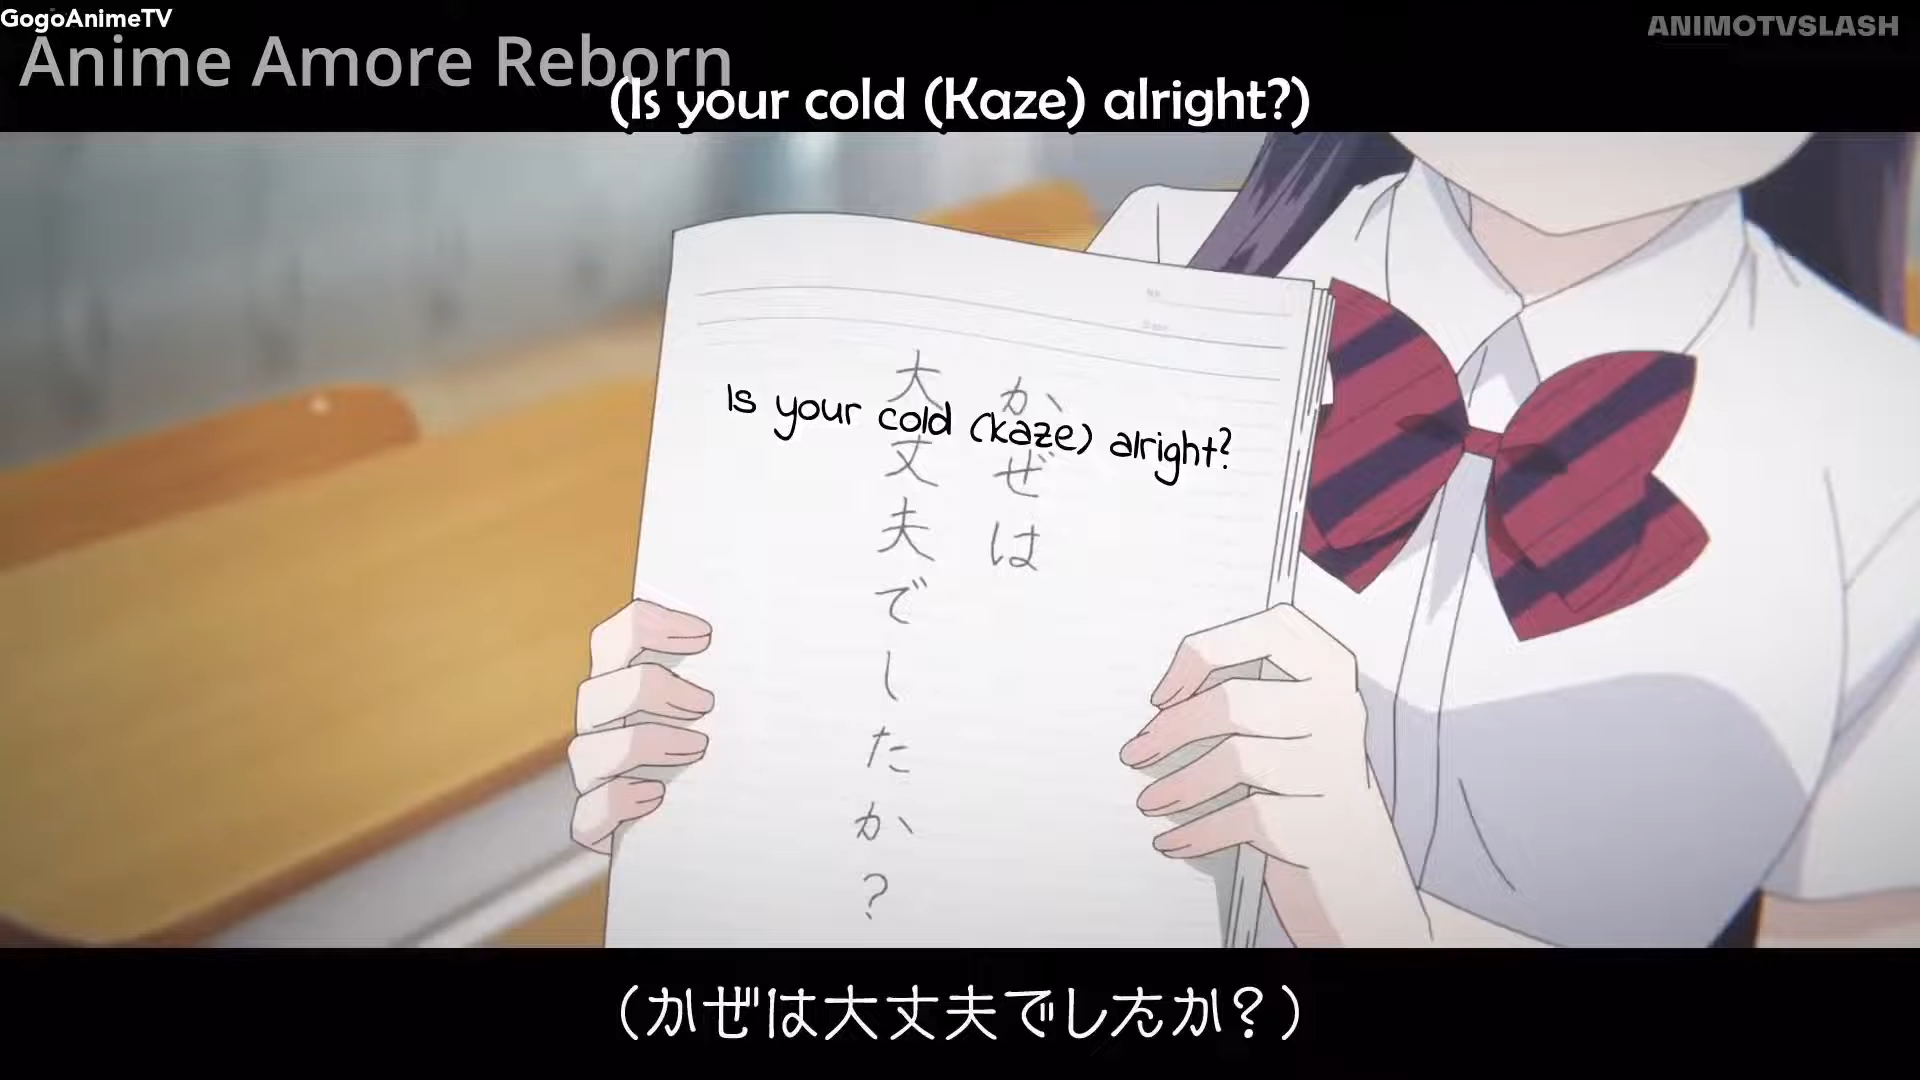 GogoAnimeTV
Anime Amore Reborn
ANIMOTVSLASH
(Is your cold (Kaze) alright?)
Is your cold (kaze) alright?
かぜは
大丈夫でしたか?
(かぜは大丈夫でしたか?)